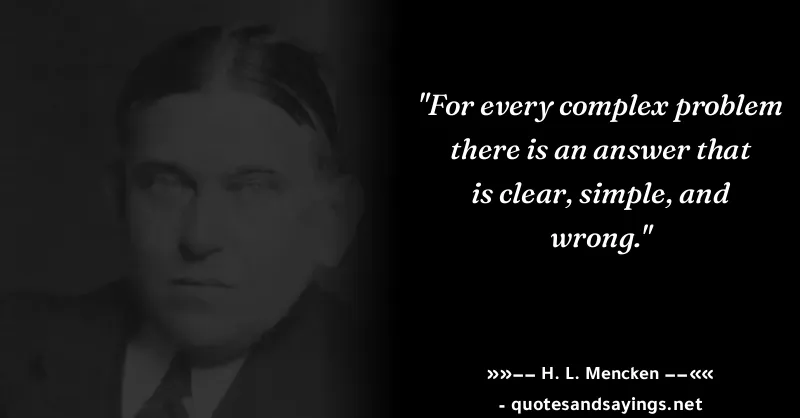 "For every complex problem
there is an answer that
is clear, simple, and
wrong."
»»−− H. L. Mencken −−««
- quotesandsayings.net